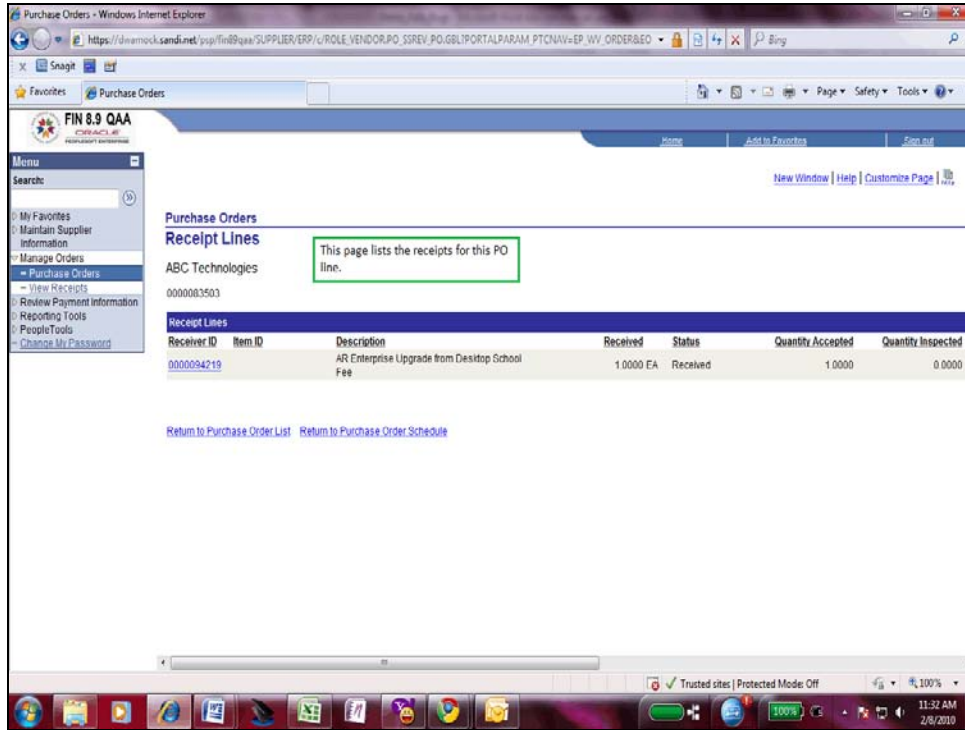 Purchase Orders - Windows Internet Explorer
https://dwamock.sandi.net/psp/fin89qaa/SUPPLIER/ERP/c/ROLE_VENDOR.PO_SSREV_PO.GBL?PORTALPARAM_PTCNAV=EP_WV_ORDER&EO
Bing
x Snagit
Favorites Purchase Orders Page Safety Tools
FIN 8.9 QAA
ORACLE
PEOPLESOFT ENTERPRISE
Home Add to Favorites Sign out
Menu
Search:
New Window | Help | Customize Page |
My Favorites
Maintain Supplier
Information
Manage Orders
- Purchase Orders
- View Receipts
Review Payment Information
Reporting Tools
PeopleTools
- Change My Password
Purchase Orders
Receipt Lines
This page lists the receipts for this PO
line.
ABC Technologies
0000083503
Receipt Lines
Receiver ID Item ID Description Received Status Quantity Accepted Quantity Inspected
0000094219 AR Enterprise Upgrade from Desktop School
Fee 1.0000 EA Received 1.0000 0.0000
Return to Purchase Order List Return to Purchase Order Schedule
Trusted sites | Protected Mode: Off 100%
100%
11:32 AM
2/8/2010